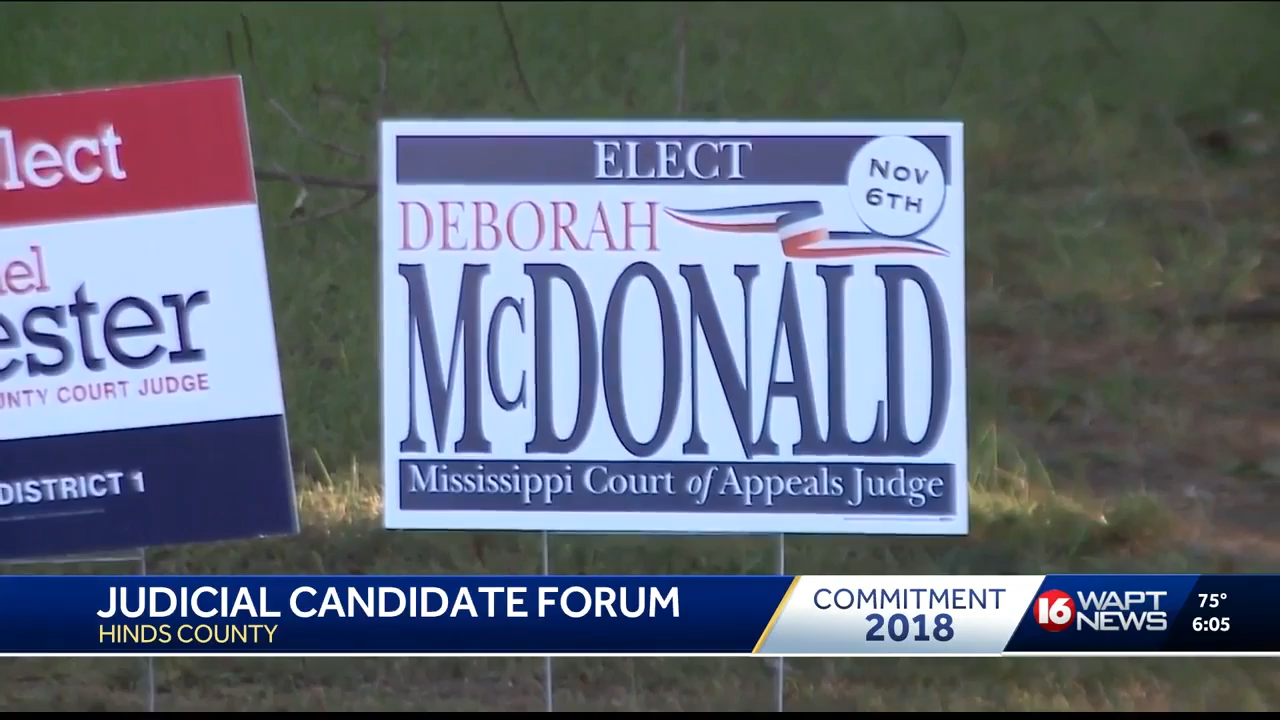 lect
el
ester
NTY COURT JUDGE
DISTRICT 1
ELECT
NOV
6TH
DEBORAH
MCDONALD
Mississippi Court of Appeals Judge
JUDICIAL CANDIDATE FORUM
HINDS COUNTY
COMMITMENT
2018
16 WAPT
NEWS
75°
6:05